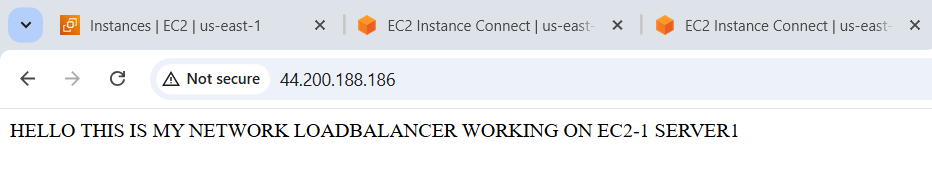 Instances | EC2 | us-east-1
EC2 Instance Connect | us-east-
EC2 Instance Connect | us-east-
Not secure
44.200.188.186
HELLO THIS IS MY NETWORK LOADBALANCER WORKING ON EC2-1 SERVER1